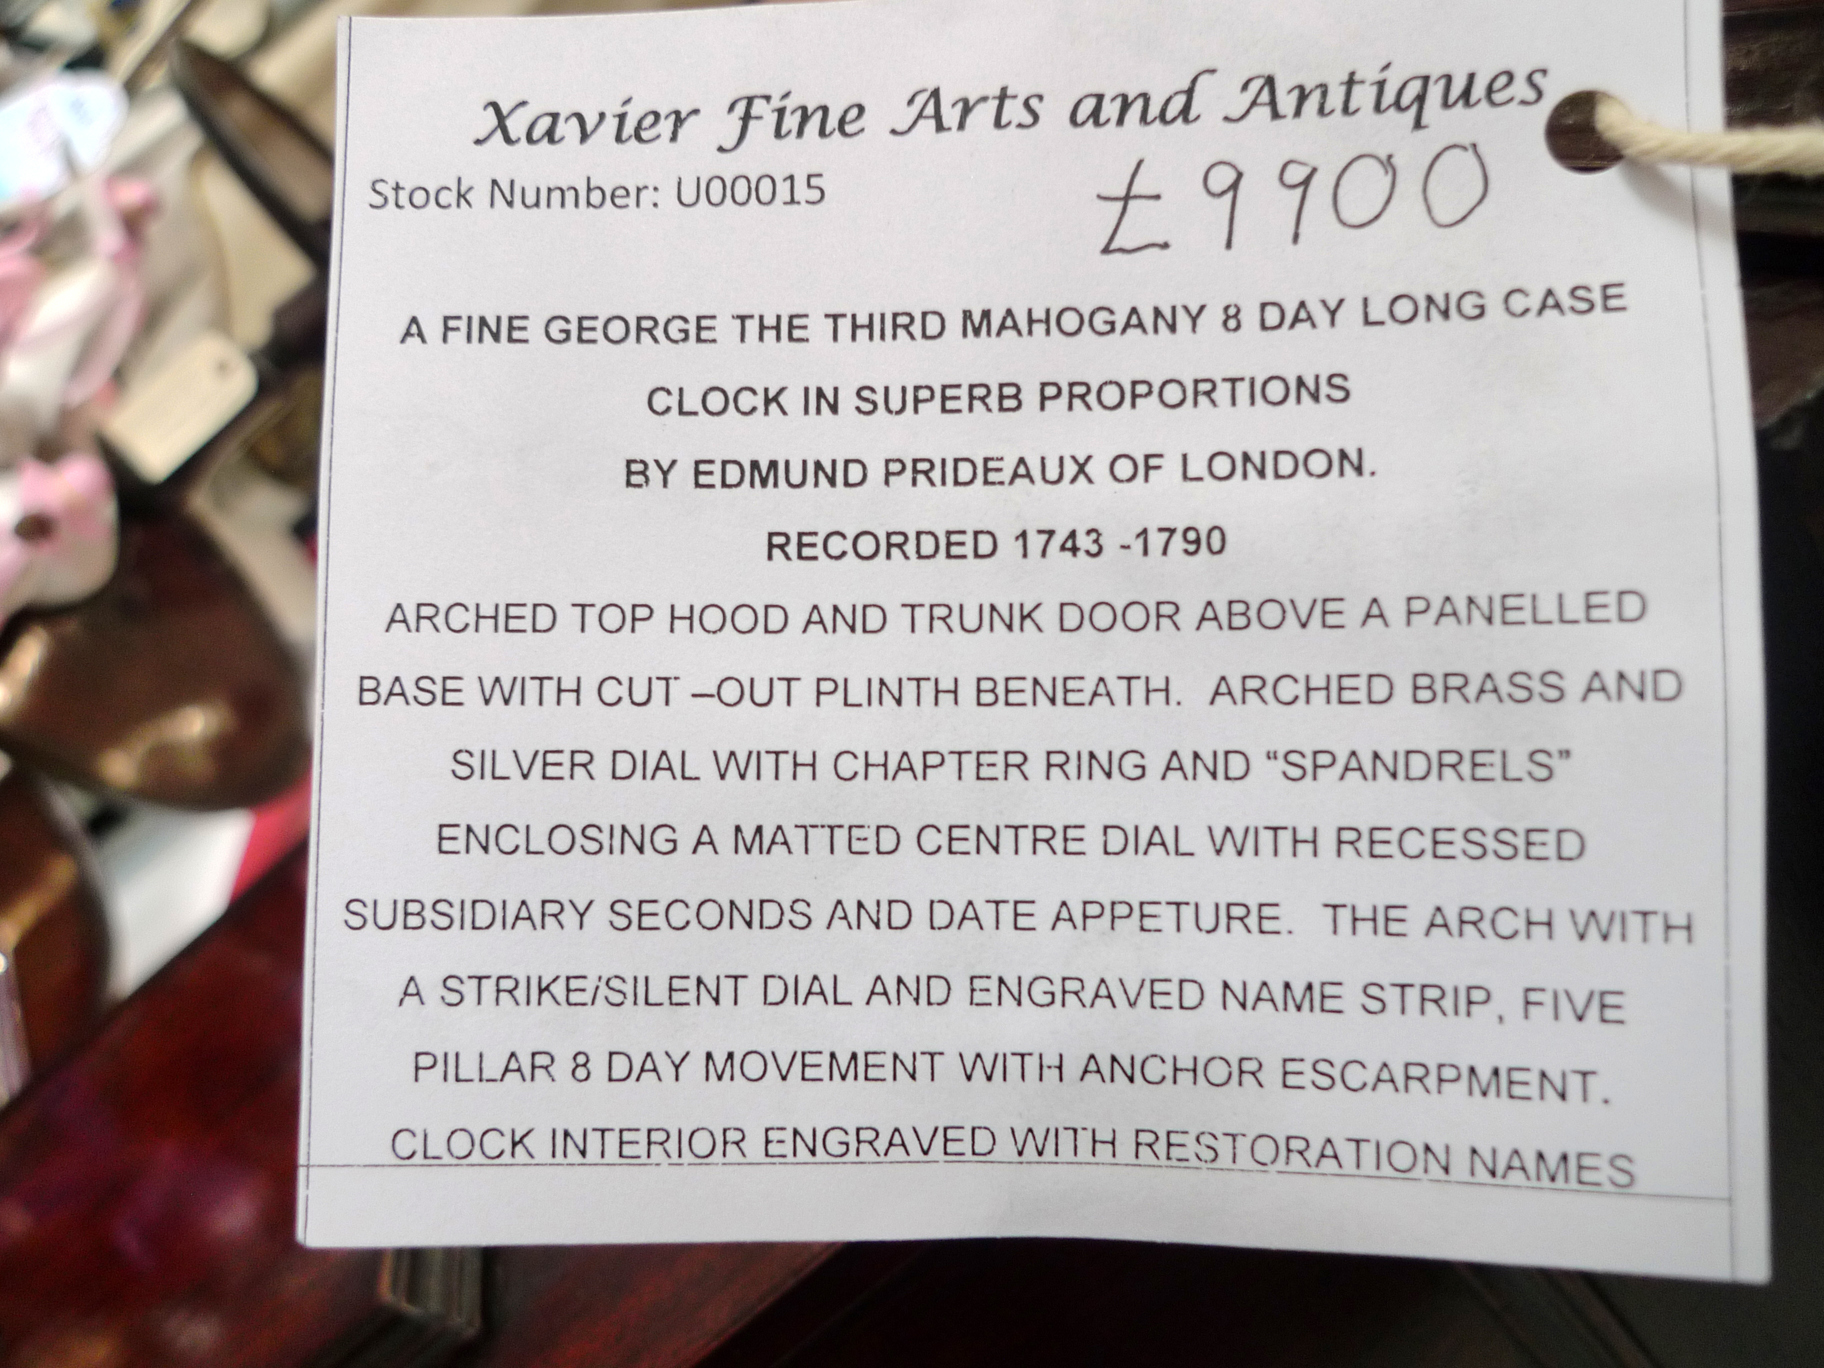 Xavier Fine Arts and Antiques
Stock Number: U00015
£9900
A FINE GEORGE THE THIRD MAHOGANY 8 DAY LONG CASE
CLOCK IN SUPERB PROPORTIONS
BY EDMUND PRIDEAUX OF LONDON.
RECORDED 1743 -1790
ARCHED TOP HOOD AND TRUNK DOOR ABOVE A PANELLED
BASE WITH CUT –OUT PLINTH BENEATH. ARCHED BRASS AND
SILVER DIAL WITH CHAPTER RING AND “SPANDRELS”
ENCLOSING A MATTED CENTRE DIAL WITH RECESSED
SUBSIDIARY SECONDS AND DATE APPETURE. THE ARCH WITH
A STRIKE/SILENT DIAL AND ENGRAVED NAME STRIP, FIVE
PILLAR 8 DAY MOVEMENT WITH ANCHOR ESCARPMENT.
CLOCK INTERIOR ENGRAVED WITH RESTORATION NAMES